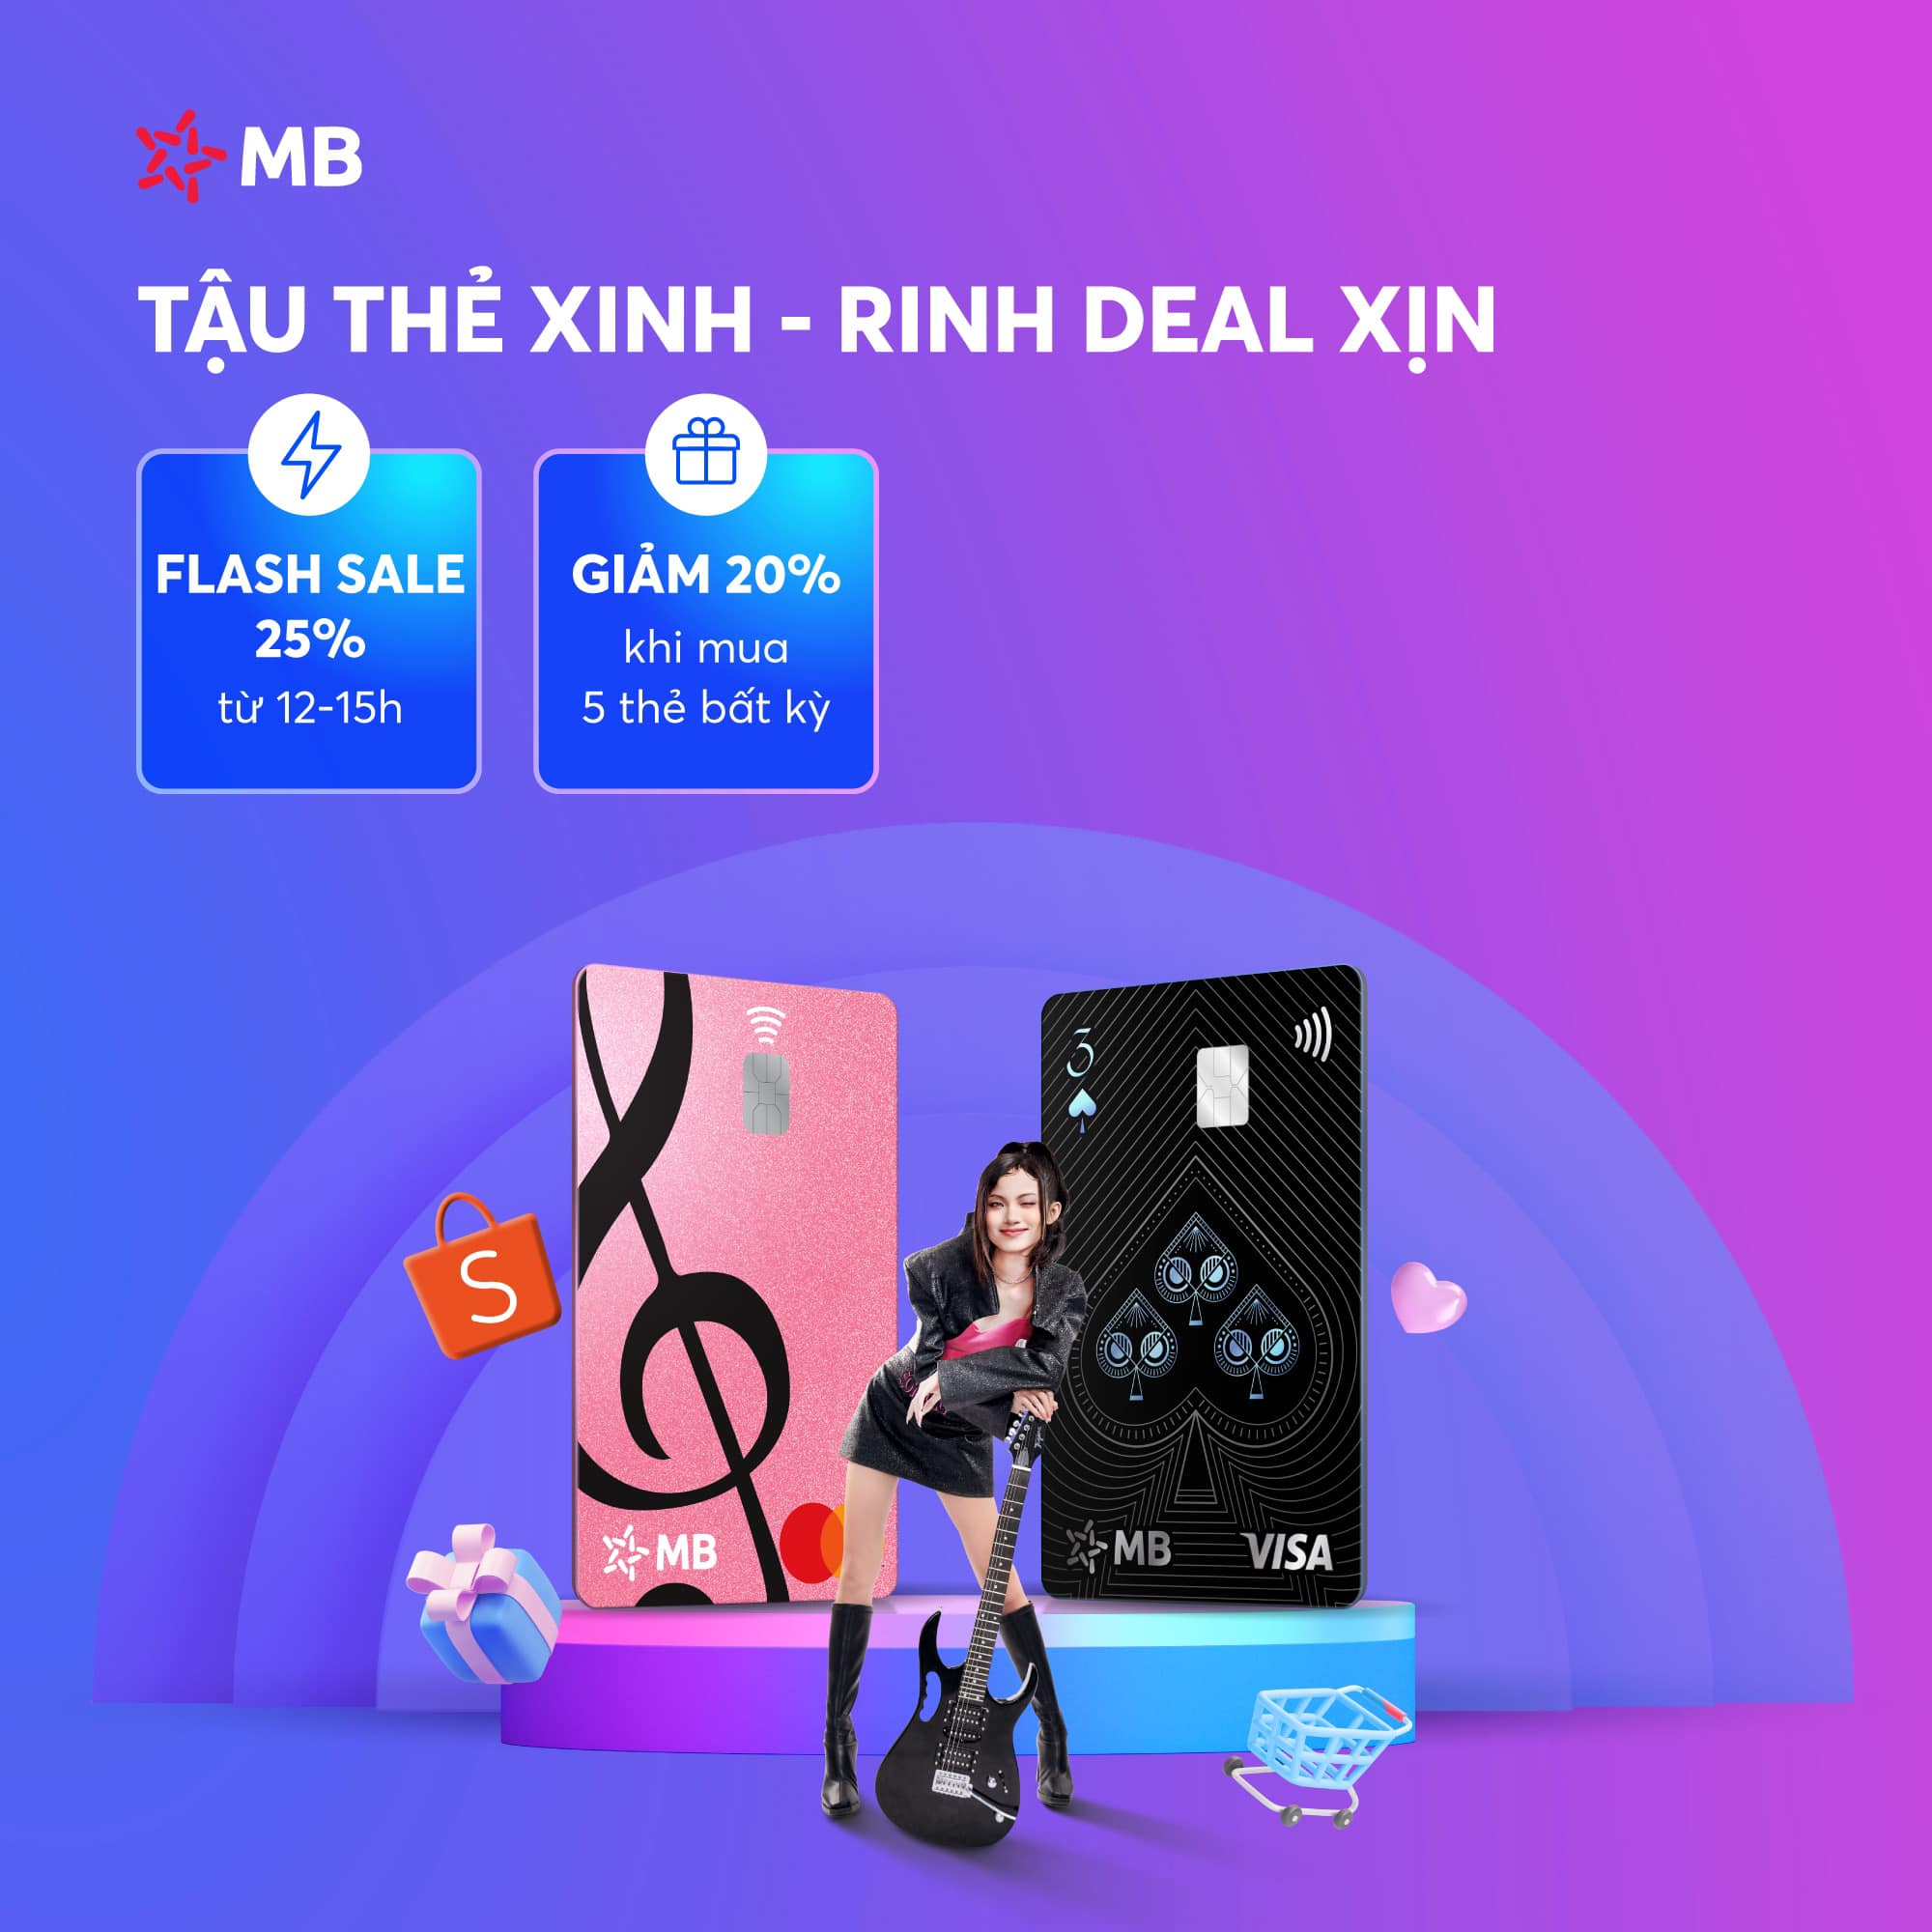 MB
TẬU THẺ XINH - RINH DEAL XỊN
FLASH SALE
25%
từ 12-15h
GIẢM 20%
khi mua
5 thẻ bất kỳ
3
S
MB
MB
VISA